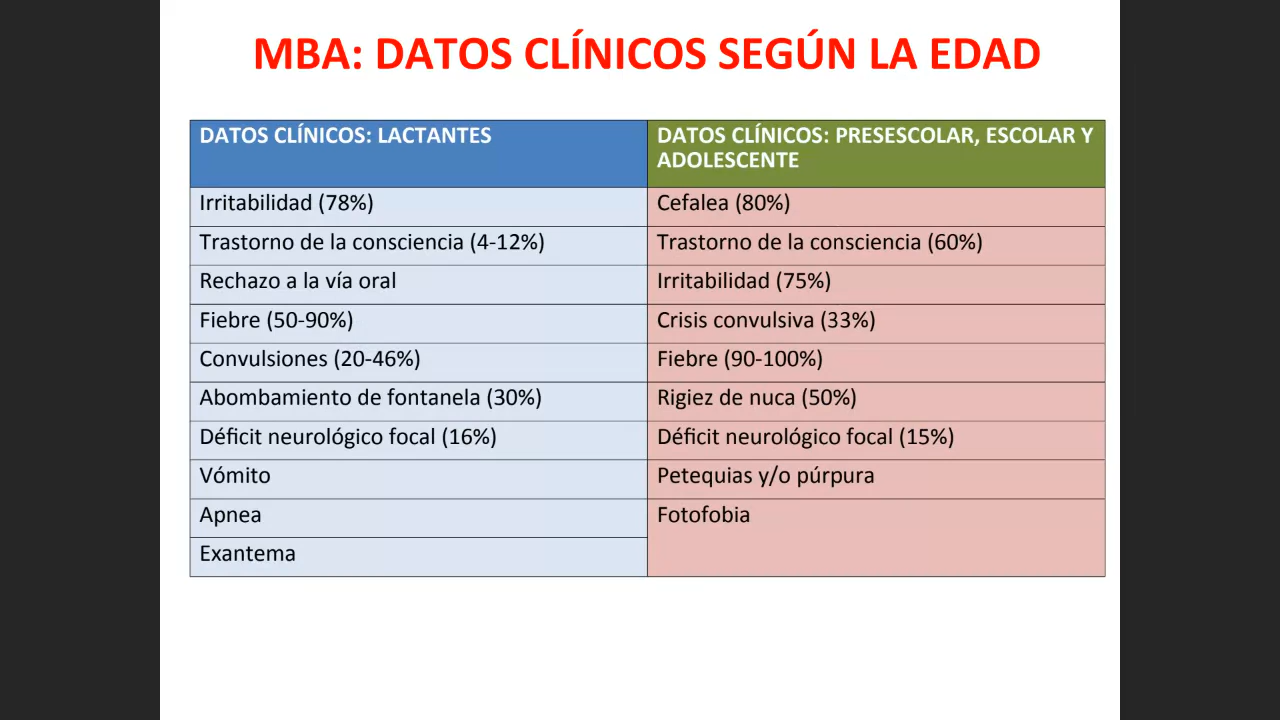 MBA: DATOS CLÍNICOS SEGÚN LA EDAD
DATOS CLÍNICOS: LACTANTES
DATOS CLÍNICOS: PRESESCOLAR, ESCOLAR Y
ADOLESCENTE
Irritabilidad (78%)
Cefalea (80%)
Trastorno de la consciencia (4-12%)
Trastorno de la consciencia (60%)
Rechazo a la vía oral
Irritabilidad (75%)
Fiebre (50-90%)
Crisis convulsiva (33%)
Convulsiones (20-46%)
Fiebre (90-100%)
Abombamiento de fontanela (30%)
Rigiez de nuca (50%)
Déficit neurológico focal (16%)
Déficit neurológico focal (15%)
Vómito
Petequias y/o púrpura
Apnea
Fotofobia
Exantema